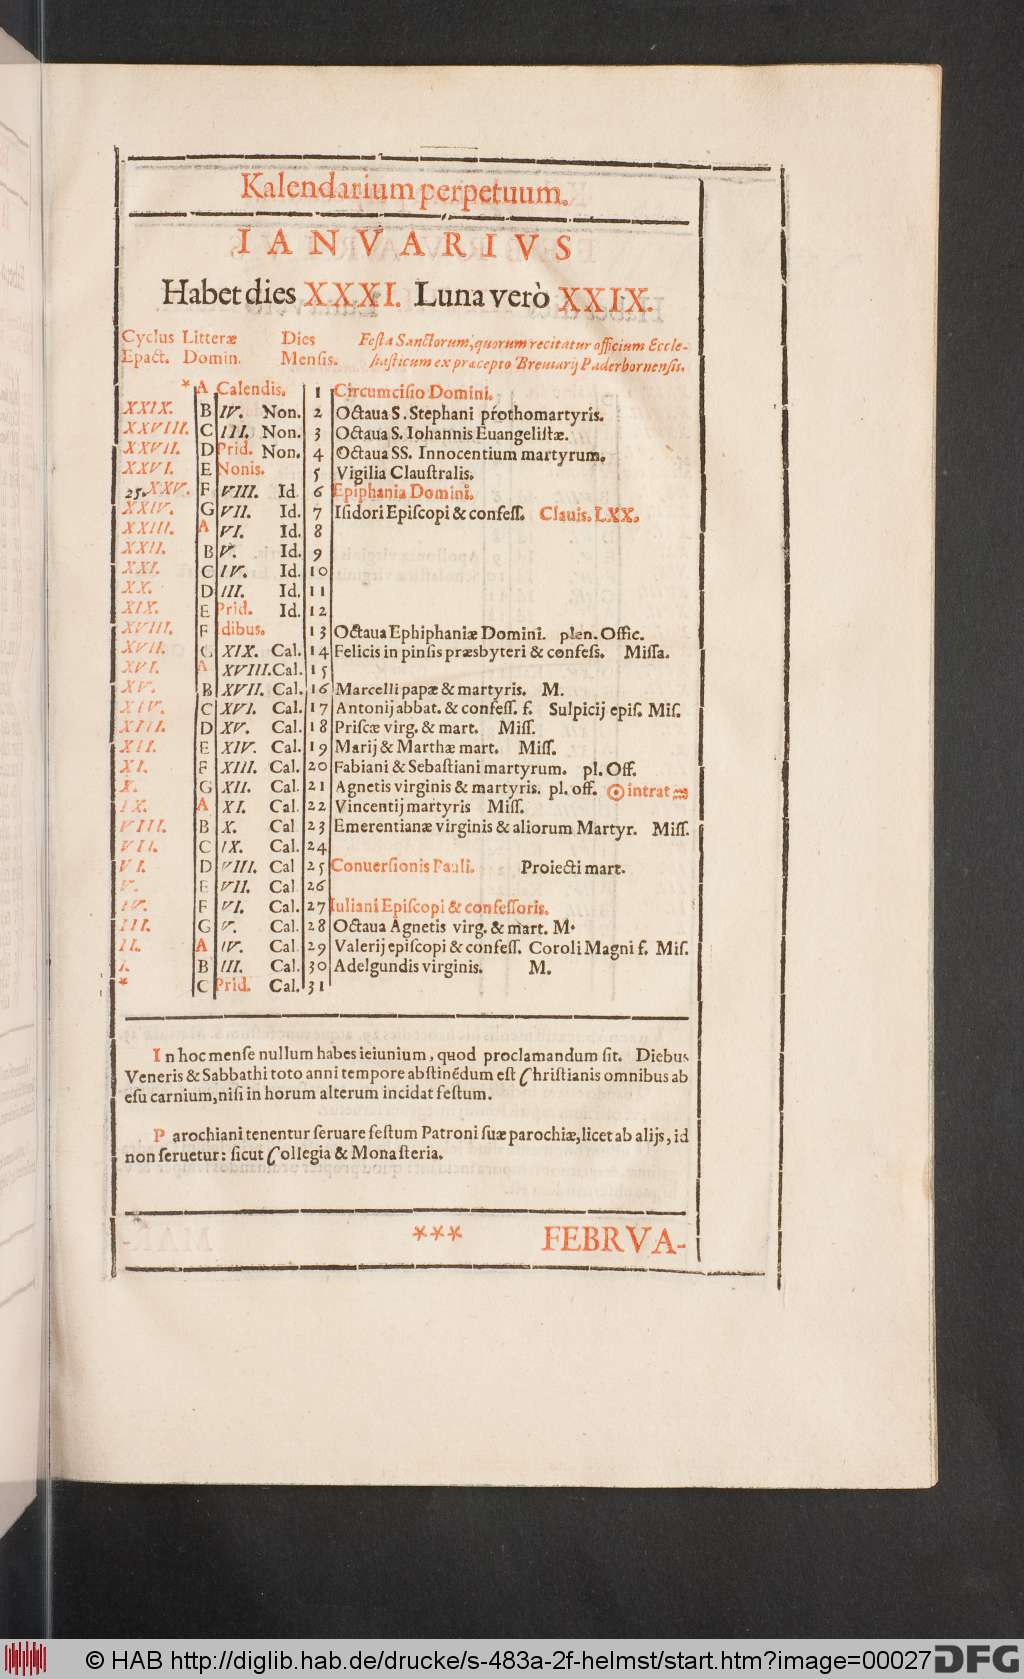 Kalendarium perpetuum.
IANVARIVS
Habet dies XXXI. Luna verò XXIX.
Cyclus Litteræ Dies Festa Sanctorum, quorum recitatur officium Eccle-
Epact. Domin. Mensis. siasticum ex præcepto Breuiarij Paderbornensis.
* A Calendis. 1 Circumcisio Domini.
XXIX. B IV. Non. 2 Octaua S. Stephani prothomartyris.
XXVIII. C III. Non. 3 Octaua S. Iohannis Euangelistæ.
XXVII. D Prid. Non. 4 Octaua SS. Innocentium martyrum.
XXVI. E Nonis. 5 Vigilia Claustralis.
25. XXV. F VIII. Id. 6 Epiphania Domini.
XXIV. G VII. Id. 7 Isidori Episcopi & confess. Clauis. LXX.
XXIII. A VI. Id. 8
XXII. B V. Id. 9
XXI. C IV. Id. 10
XX. D III. Id. 11
XIX. E Prid. Id. 12
XVIII. F Idibus. 13 Octaua Ephiphaniæ Domini. plen. Offic.
XVII. G XIX. Cal. 14 Felicis in pinsis præsbyteri & confess. Missa.
XVI. A XVIII. Cal. 15
XV. B XVII. Cal. 16 Marcelli papæ & martyris. M.
XIV. C XVI. Cal. 17 Antonij abbat. & confess. f. Sulpicij epis. Mis.
XIII. D XV. Cal. 18 Priscæ virg. & mart. Miss.
XII. E XIV. Cal. 19 Marij & Marthæ mart. Miss.
XI. F XIII. Cal. 20 Fabiani & Sebastiani martyrum. pl. Off.
X. G XII. Cal. 21 Agnetis virginis & martyris. pl. off. ☉ intrat ♒
IX. A XI. Cal. 22 Vincentij martyris Miss.
VIII. B X. Cal 23 Emerentianæ virginis & aliorum Martyr. Miss.
VII. C IX. Cal. 24
VI. D VIII. Cal 25 Conuersionis Pauli. Proiecti mart.
V. E VII. Cal 26
IV. F VI. Cal. 27 Iuliani Episcopi & confessoris.
III. G V. Cal. 28 Octaua Agnetis virg. & mart. M.
II. A IV. Cal 29 Valerij episcopi & confess. Coroli Magni f. Mis.
I. B III. Cal. 30 Adelgundis virginis. M.
* C Prid. Cal. 31
In hoc mense nullum habes ieiunium, quod proclamandum sit. Diebus
Veneris & Sabbathi toto anni tempore abstinẽdum est Christianis omnibus ab
esu carnium, nisi in horum alterum incidat festum.
Parochiani tenentur seruare festum Patroni suæ parochiæ, licet ab alijs, id
non seruetur: sicut Collegia & Monasteria.
*** FEBRVA-
© HAB http://diglib.hab.de/drucke/s-483a-2f-helmst/start.htm?image=00027 DFG